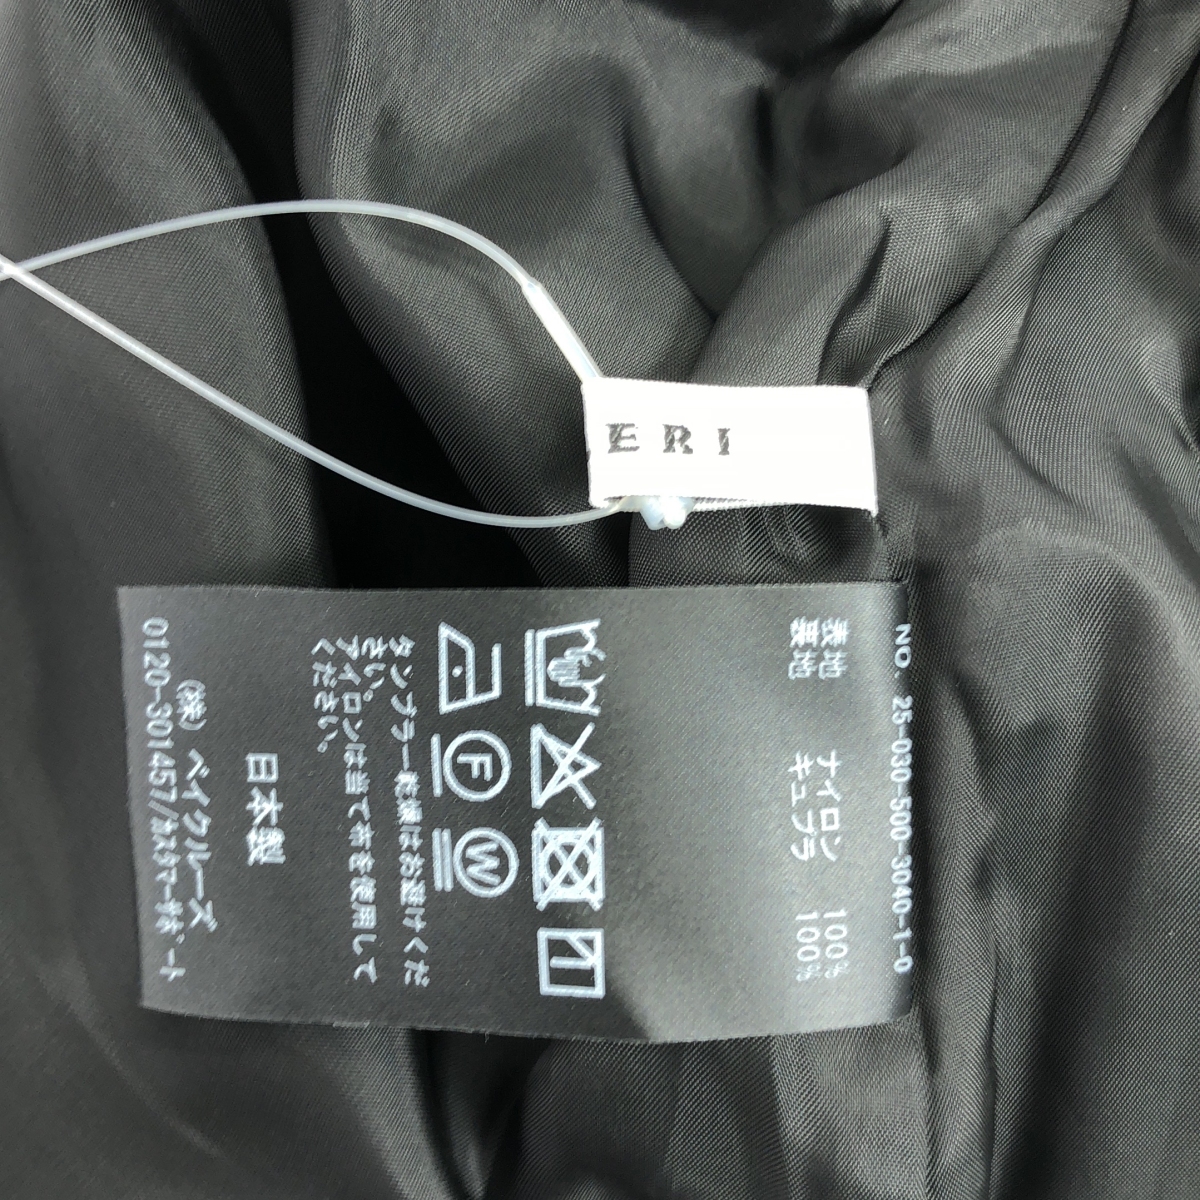 ERI
NO. 25-030-500-3040-1-0
表地 ナイロン 100%
裏地 キュプラ 100%
F
W
タンブラー乾燥はお避けくだ
さい。
アイロンは当て布を使用して
ください。
日本製
(株) ベイクルーズ
0120-301457//カスタマーサポート